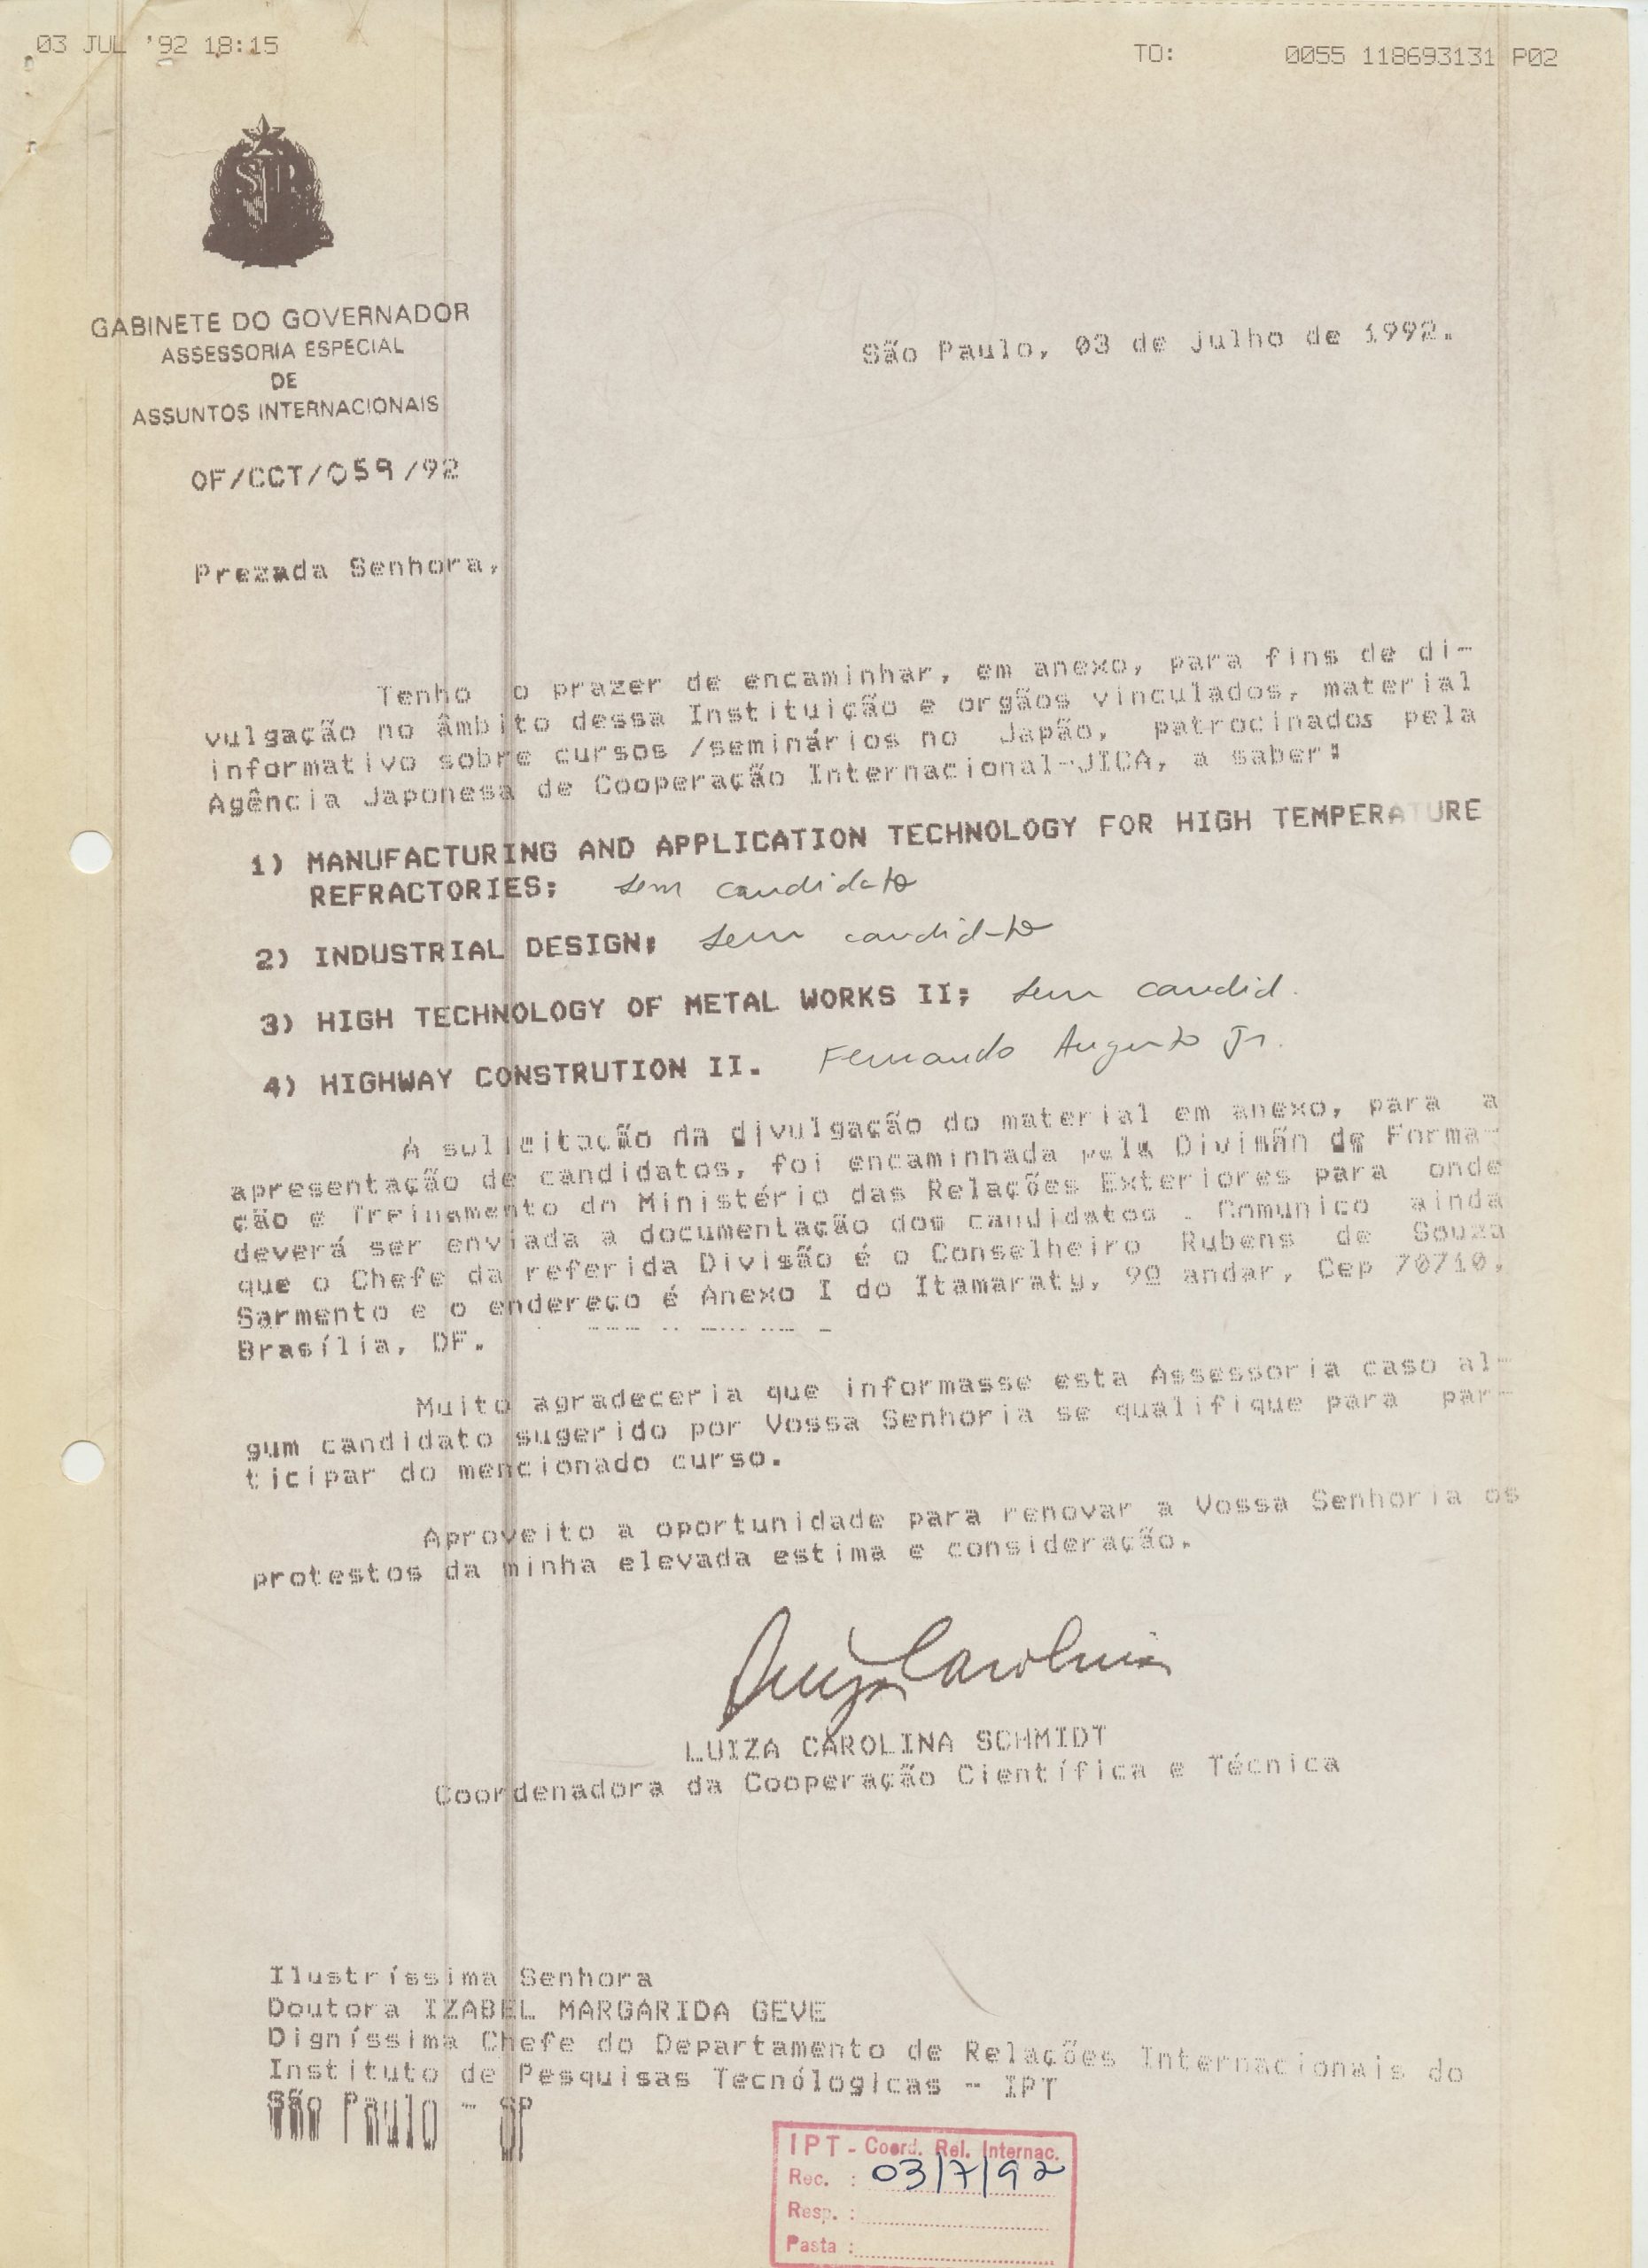 03 JUL '92 18:15 TO: 0055 118693131 P02
SP
GABINETE DO GOVERNADOR
ASSESSORIA ESPECIAL
DE
ASSUNTOS INTERNACIONAIS
São Paulo, 03 de julho de 1992.
OF/CCT/059/92
Prezada Senhora,
Tenho o prazer de encaminhar, em anexo, para fins de di-
vulgação no âmbito dessa Instituição e orgãos vinculados, material
informativo sobre cursos /seminários no Japão, patrocinados pela
Agência Japonesa de Cooperação Internacional-JICA, a saber:
1) MANUFACTURING AND APPLICATION TECHNOLOGY FOR HIGH TEMPERATURE
REFRACTORIES; sem candidato
2) INDUSTRIAL DESIGN; sem candidato
3) HIGH TECHNOLOGY OF METAL WORKS II; sem candid.
4) HIGHWAY CONSTRUTION II. Fernando Augusto Jr.
A solicitação da divulgação do material em anexo, para a
apresentação de candidatos, foi encaminhada pela Divisão de Forma-
ção e Treinamento do Ministério das Relações Exteriores para onde
deverá ser enviada a documentação dos candidatos . Comunico ainda
que o Chefe da referida Divisão é o Conselheiro Rubens de Souza
Sarmento e o endereço é Anexo I do Itamaraty, 9º andar, Cep 70710,
Brasília, DF.
Muito agradeceria que informasse esta Assessoria caso al-
gum candidato sugerido por Vossa Senhoria se qualifique para par-
ticipar do mencionado curso.
Aproveito a oportunidade para renovar a Vossa Senhoria os
protestos da minha elevada estima e consideração.
Luiza Carolina
LUIZA CAROLINA SCHMIDT
Coordenadora da Cooperação Científica e Técnica
Ilustríssima Senhora
Doutora IZABEL MARGARIDA GEVE
Digníssima Chefe do Departamento de Relações Internacionais do
Instituto de Pesquisas Tecnólogicas - IPT
São Paulo - SP
IPT - Coord. Rel. Internac.
Rec. : 03/7/92
Resp. :
Pasta :